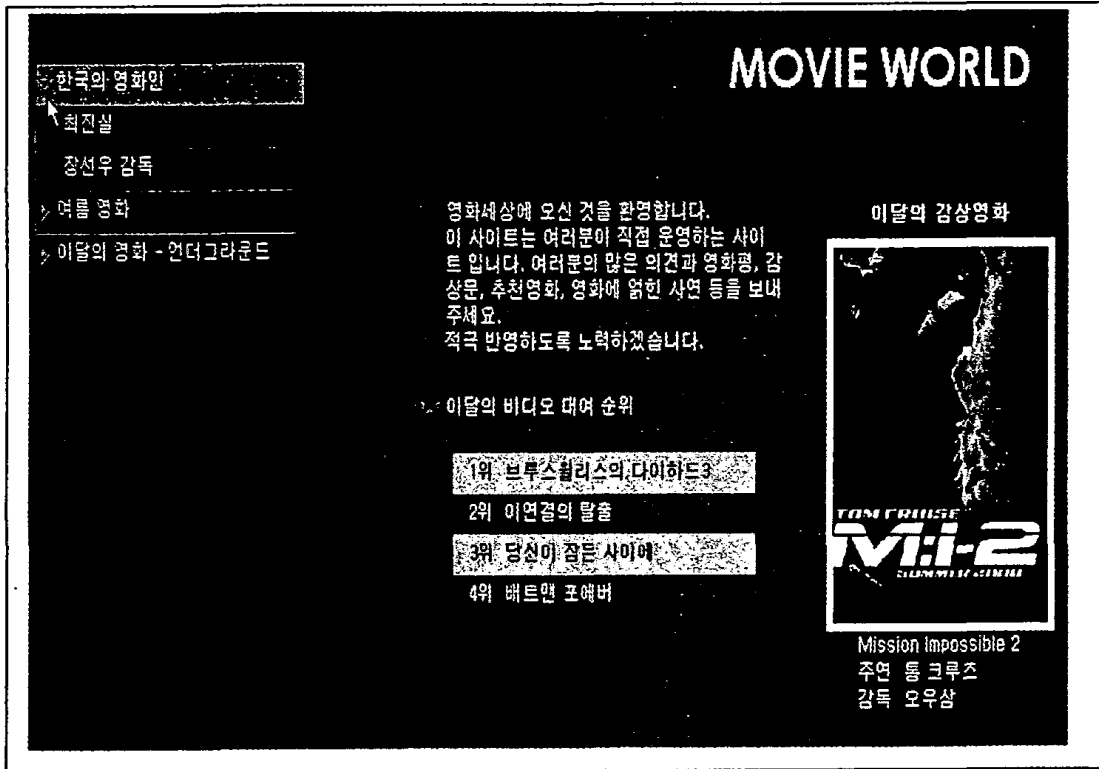 MOVIE WORLD
한국의 영화인
최진실
장선우 감독
여름 영화
이달의 영화 - 언더그라운드
영화세상에 오신 것을 환영합니다.
이 사이트는 여러분이 직접 운영하는 사이
트 입니다. 여러분의 많은 의견과 영화평, 감
상문, 추천영화, 영화에 얽힌 사연 등을 보내
주세요.
적극 반영하도록 노력하겠습니다.
이달의 비디오 대여 순위
1위 브루스윌리스의 다이하드3
2위 이연결의 탈출
3위 당신이 잠든 사이에
4위 배트맨 포에버
이달의 감상영화
TOM CRUISE
M:I-2
SUMMER 2000
Mission Impossible 2
주연 통 크루즈
감독 오우삼